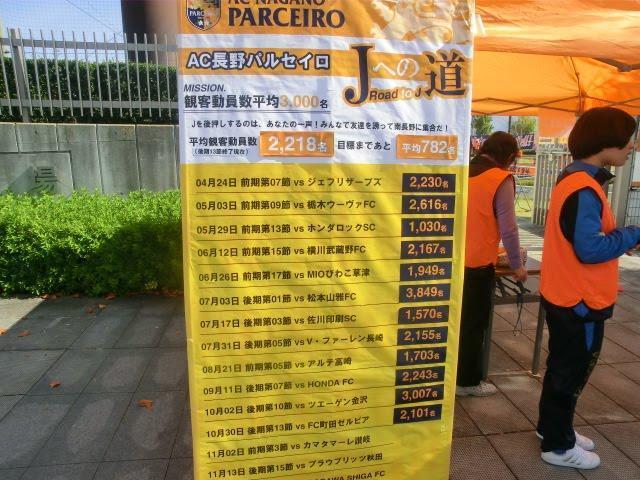 AC NAGANO
PARCEIRO
AC長野パルセイロ
Jへの道
Road to J
MISSION.
観客動員数平均3,000名
Jを後押しするのは、あなたの一声!みんなで友達を誘って南長野に集合だ!
平均観客動員数
(後期13節終了現在)
2,218名
目標まであと
平均782名
04月24日 前期第07節 vs ジェフリザーブズ 2,230名
05月03日 前期第09節 vs 栃木ウーヴァFC 2,616名
05月29日 前期第13節 vs ホンダロックSC 1,030名
06月12日 前期第15節 vs 横川武蔵野FC 2,167名
06月26日 前期第17節 vs MIOびわこ草津 1,949名
07月03日 後期第01節 vs 松本山雅FC 3,849名
07月17日 後期第03節 vs 佐川印刷SC 1,570名
07月31日 後期第05節 vs V・ファーレン長崎 2,155名
08月21日 前期第05節 vs アルテ高崎 1,703名
09月11日 後期第07節 vs HONDA FC 2,243名
10月02日 後期第10節 vs ツエーゲン金沢 3,007名
10月30日 後期第13節 vs FC町田ゼルビア 2,101名
11月02日 前期第3節 vs カマタマーレ讃岐
11月13日 後期第15節 vs ブラウブリッツ秋田
SHIGA FC